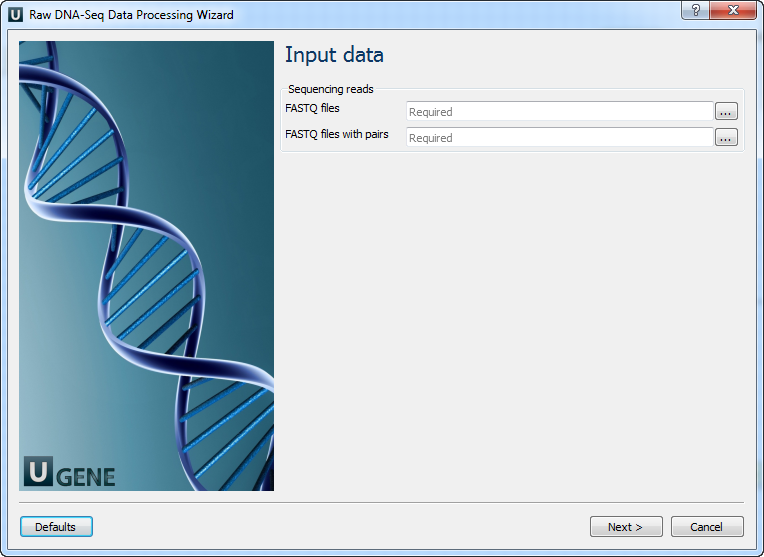 U Raw DNA-Seq Data Processing Wizard
?
Input data
Sequencing reads
FASTQ files
Required
...
FASTQ files with pairs
Required
...
U GENE
Defaults
Next >
Cancel